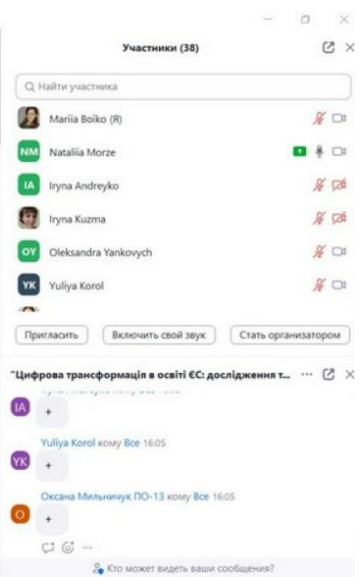 Участники (38)
Найти участника
Mariia Boiko (Я)
NM Nataliia Morze
IA Iryna Andreyko
Iryna Kuzma
OY Oleksandra Yankovych
YK Yuliya Korol
Пригласить Включить свой звук Стать организатором
"Цифрова трансформація в освіті ЄС: дослідження т... ...
IA +
Yuliya Korol кому Все 16:05
YK +
Оксана Мильничук ПО-13 кому Все 16:05
О +
Кто может видеть ваши сообщения?